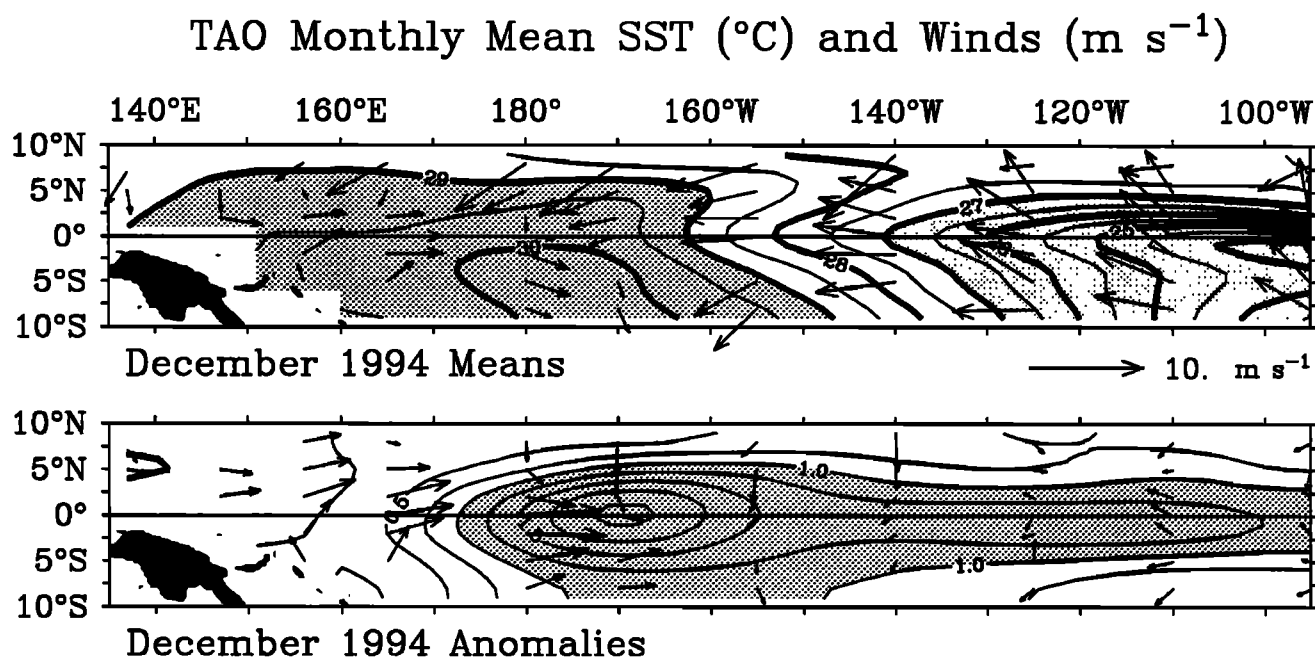 TAO Monthly Mean SST (°C) and Winds (m s⁻¹)
140°E 160°E 180° 160°W 140°W 120°W 100°W
10°N
5°N
0°
5°S
10°S
29
30
28
27
25
December 1994 Means
10. m s⁻¹
10°N
5°N
0°
5°S
10°S
1.0
1.0
December 1994 Anomalies